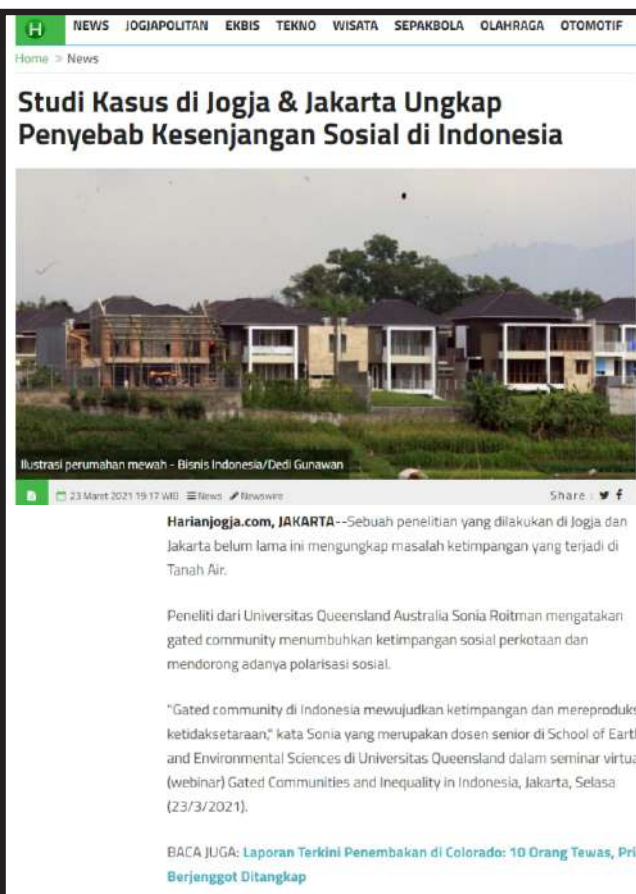 H
NEWS JOGJAPOLITAN EKBIS TEKNO WISATA SEPAKBOLA OLAHRAGA OTOMOTIF
Home > News
Studi Kasus di Jogja & Jakarta Ungkap
Penyebab Kesenjangan Sosial di Indonesia
Ilustrasi perumahan mewah - Bisnis Indonesia/Dedi Gunawan
23 Maret 2021 19:17 WIB News Newswire Share :
Harianjogja.com, JAKARTA--Sebuah penelitian yang dilakukan di Jogja dan
Jakarta belum lama ini mengungkap masalah ketimpangan yang terjadi di
Tanah Air.
Peneliti dari Universitas Queensland Australia Sonia Roitman mengatakan
gated community menumbuhkan ketimpangan sosial perkotaan dan
mendorong adanya polarisasi sosial.
"Gated community di Indonesia mewujudkan ketimpangan dan mereproduks
ketidaksetaraan," kata Sonia yang merupakan dosen senior di School of Eart
and Environmental Sciences di Universitas Queensland dalam seminar virtua
(webinar) Gated Communities and Inequality in Indonesia, Jakarta, Selasa
(23/3/2021).
BACA JUGA: Laporan Terkini Penembakan di Colorado: 10 Orang Tewas, Pri
Berjenggot Ditangkap